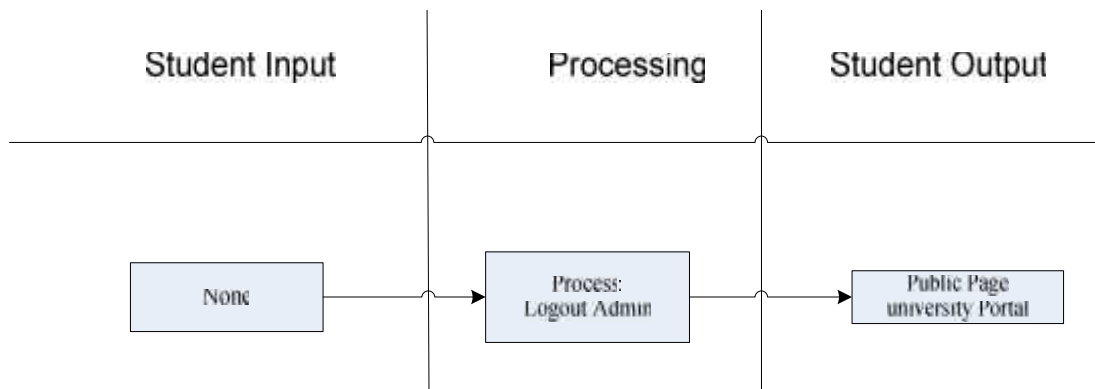 Student Input
Processing
Student Output
None
Process:
Logout Admin
Public Page
university Portal